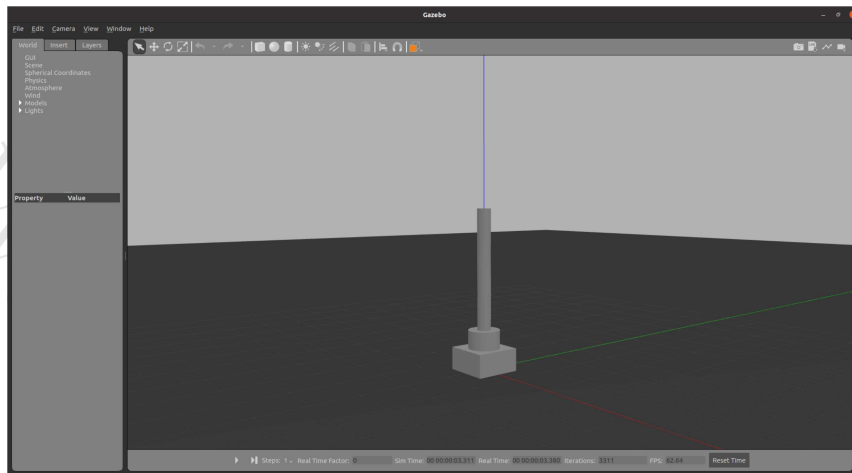 Gazebo
File Edit Camera View Window Help
World Insert Layers
GUI
Scene
Spherical Coordinates
Physics
Atmosphere
Wind
Models
Lights
Property Value
Steps: 1 Real Time Factor: 0 Sim Time: 00 00:00:03.311 Real Time: 00 00:00:03.380 Iterations: 3311 FPS: 62.64 Reset Time